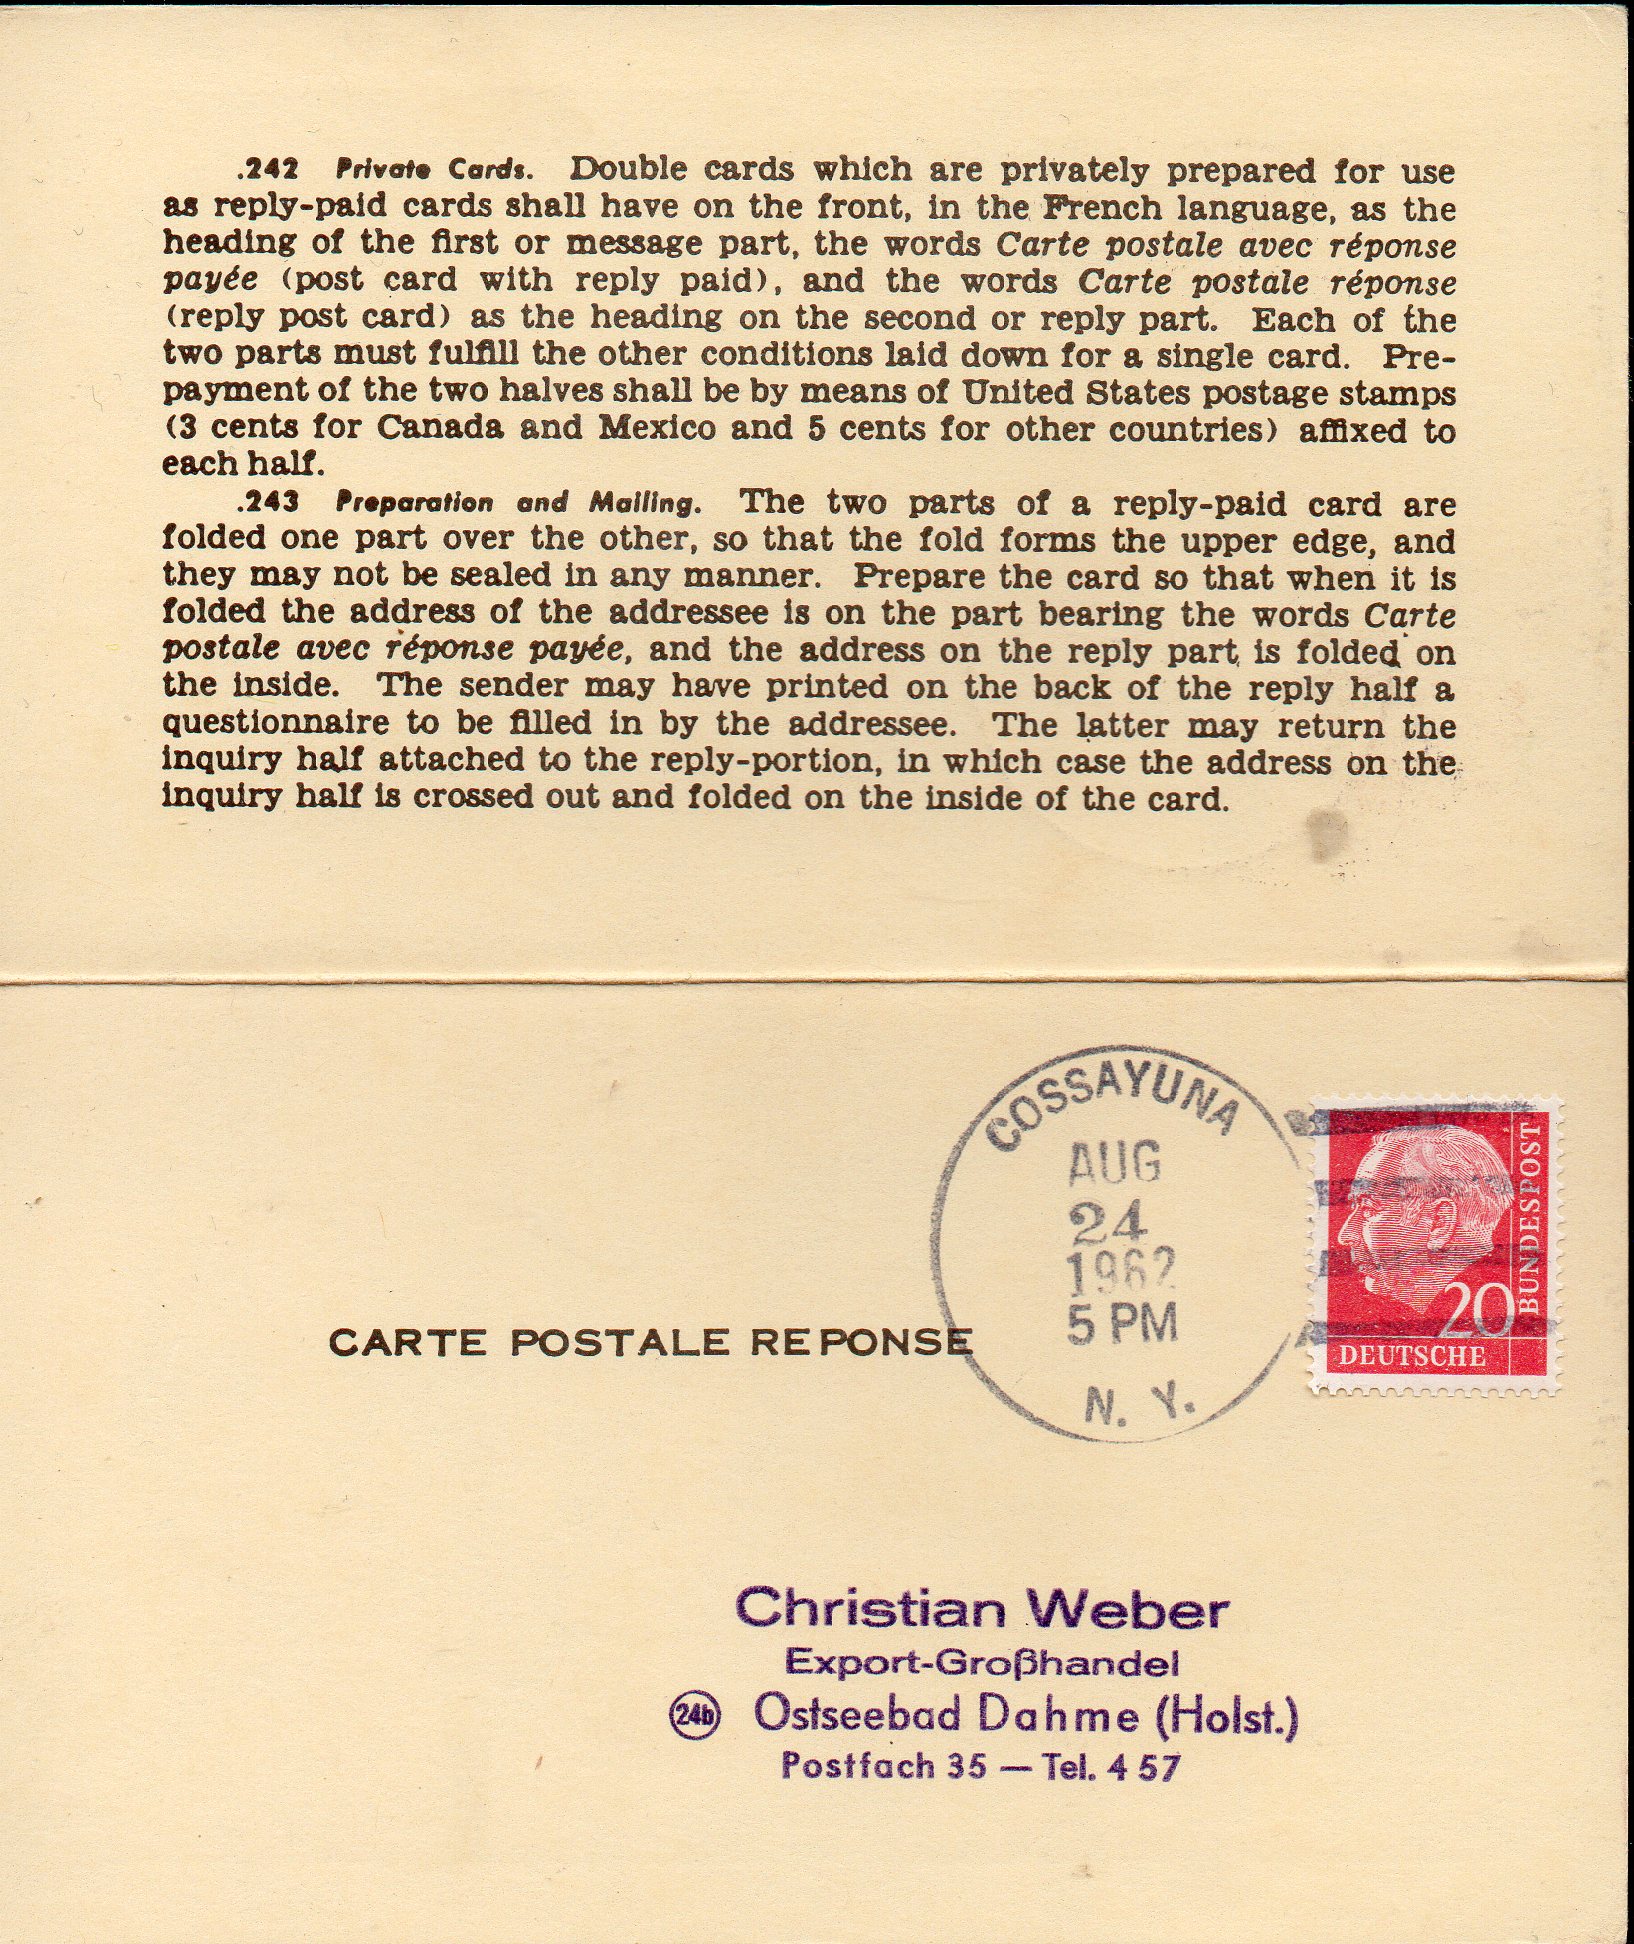 .242 Private Cards. Double cards which are privately prepared for use
as reply-paid cards shall have on the front, in the French language, as the
heading of the first or message part, the words Carte postale avec réponse
payée (post card with reply paid), and the words Carte postale réponse
(reply post card) as the heading on the second or reply part. Each of the
two parts must fulfill the other conditions laid down for a single card. Pre-
payment of the two halves shall be by means of United States postage stamps
(3 cents for Canada and Mexico and 5 cents for other countries) affixed to
each half.
.243 Preparation and Mailing. The two parts of a reply-paid card are
folded one part over the other, so that the fold forms the upper edge, and
they may not be sealed in any manner. Prepare the card so that when it is
folded the address of the addressee is on the part bearing the words Carte
postale avec réponse payée, and the address on the reply part is folded on
the inside. The sender may have printed on the back of the reply half a
questionnaire to be filled in by the addressee. The latter may return the
inquiry half attached to the reply-portion, in which case the address on the
inquiry half is crossed out and folded on the inside of the card.
COSSAYUNA
AUG
24
1962
5 PM
N. Y.
BUNDESPOST
20
DEUTSCHE
CARTE POSTALE REPONSE
Christian Weber
Export-Großhandel
24b Ostseebad Dahme (Holst.)
Postfach 35 — Tel. 4 57